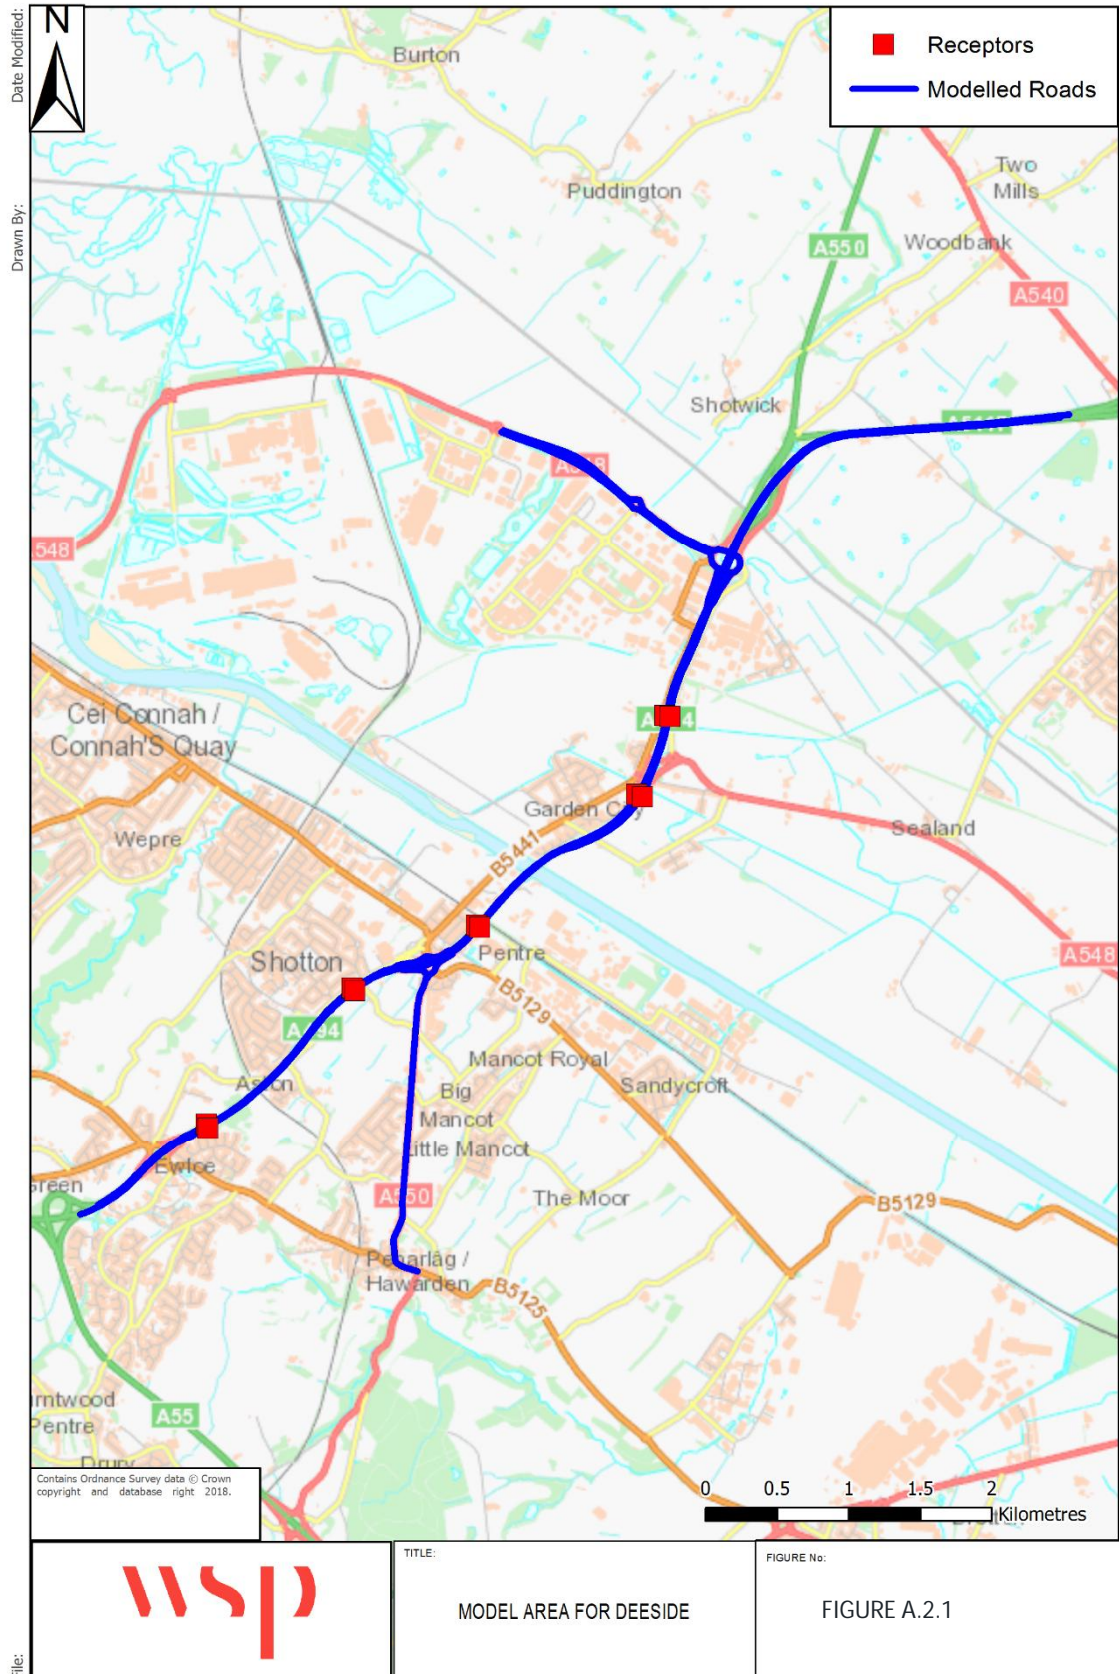 Date Modified:
Drawn By:
File:
N
Receptors
Modelled Roads
Burton
Puddington
Two
Mills
A550
Woodbank
A540
Shotwick
A548
Cei Connah /
Connah'S Quay
Wepre
Garden City
Sealand
B5441
A548
Pentre
Shotton
B5129
A494
Mancot Royal
Aston
Big
Mancot
Sandycroft
Little Mancot
Ewloe
Green
A550
The Moor
B5129
Penarlâg /
Hawarden
B5125
A55
Pentre
Drury
Contains Ordnance Survey data © Crown
copyright and database right 2018.
0 0.5 1 1.5 2
Kilometres
wsp
TITLE:
MODEL AREA FOR DEESIDE
FIGURE No:
FIGURE A.2.1